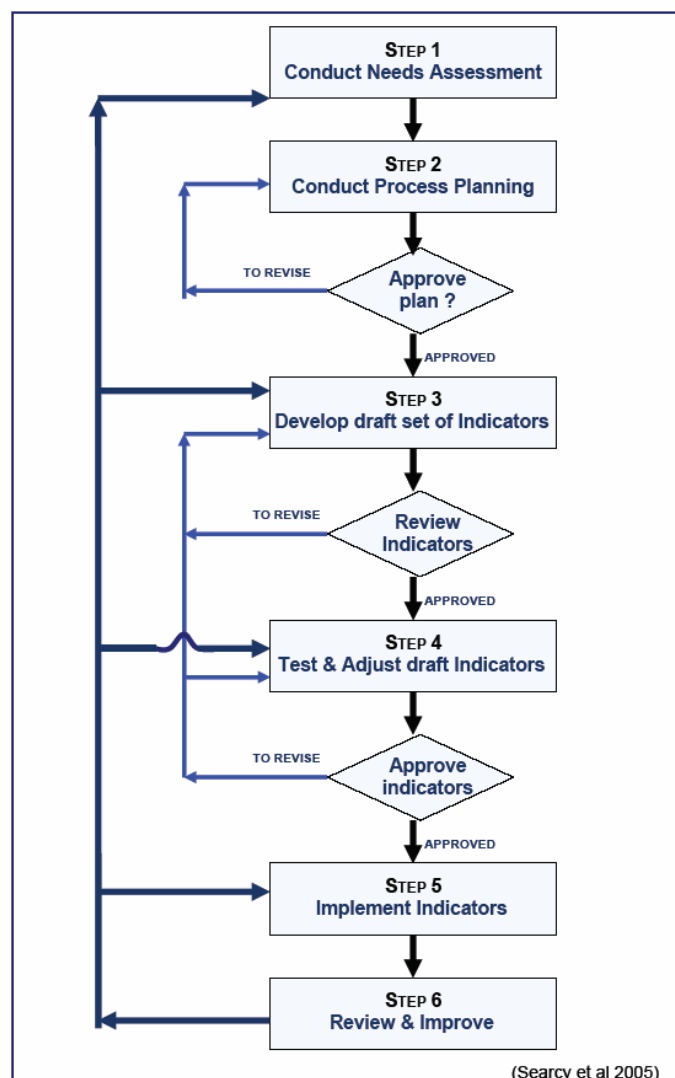 STEP 1
Conduct Needs Assessment
STEP 2
Conduct Process Planning
TO REVISE
Approve
plan ?
APPROVED
STEP 3
Develop draft set of Indicators
TO REVISE
Review
Indicators
APPROVED
STEP 4
Test & Adjust draft Indicators
TO REVISE
Approve
indicators
APPROVED
STEP 5
Implement Indicators
STEP 6
Review & Improve
(Searcy et al 2005)